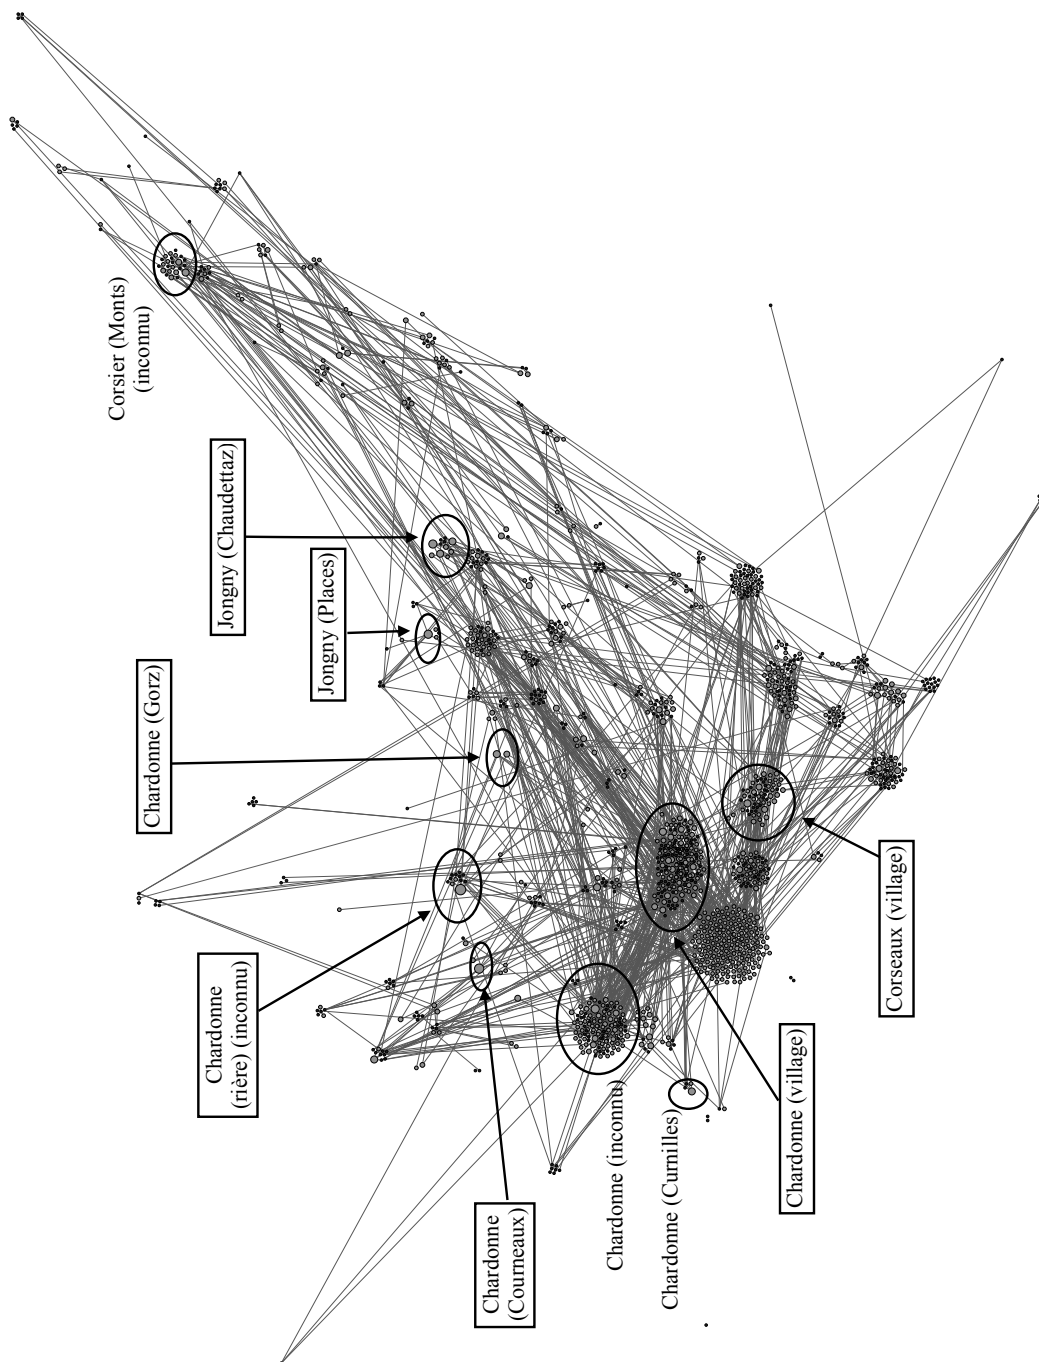 Corsier (Monts)
(inconnu)
Jongny (Chaudettaz)
Jongny (Places)
Chardonne (Gorz)
Chardonne
(rière) (inconnu)
Chardonne
(Courneaux)
Chardonne (inconnu)
Chardonne (Curnilles)
Chardonne (village)
Corseaux (village)